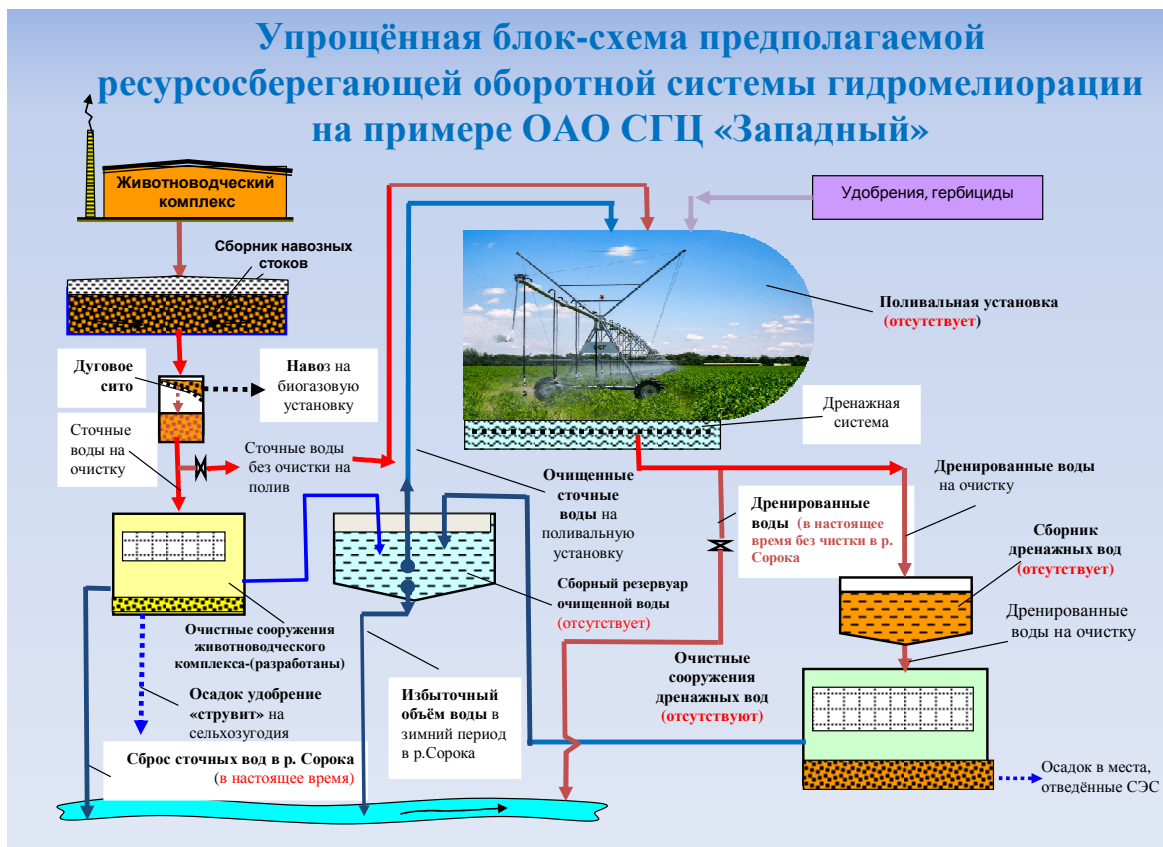 Упрощённая блок-схема предполагаемой
ресурсосберегающей оборотной системы гидромелиорации
на примере ОАО СГЦ «Западный»
Животноводческий
комплекс
Удобрения, гербициды
Сборник навозных
стоков
Поливальная установка
(отсутствует)
Дуговое
сито
Навоз на
биогазовую
установку
Дренажная
система
Сточные
воды на
очистку
Сточные воды
без очистки на
полив
Очищенные
сточные
воды на
поливальную
установку
Дренированные
воды (в настоящее
время без чистки в р.
Сорока
Дренированные воды
на очистку
Сборник
дренажных вод
(отсутствует)
Сборный резервуар
очищенной воды
(отсутствует)
Дренированные
воды на очистку
Очистные сооружения
животноводческого
комплекса-(разработаны)
Очистные
сооружения
дренажных вод
(отсутствуют)
Осадок удобрение
«струвит» на
сельхозугодия
Избыточный
объём воды в
зимний период
в р.Сорока
Сброс сточных вод в р. Сорока
(в настоящее время)
Осадок в места,
отведённые СЭС